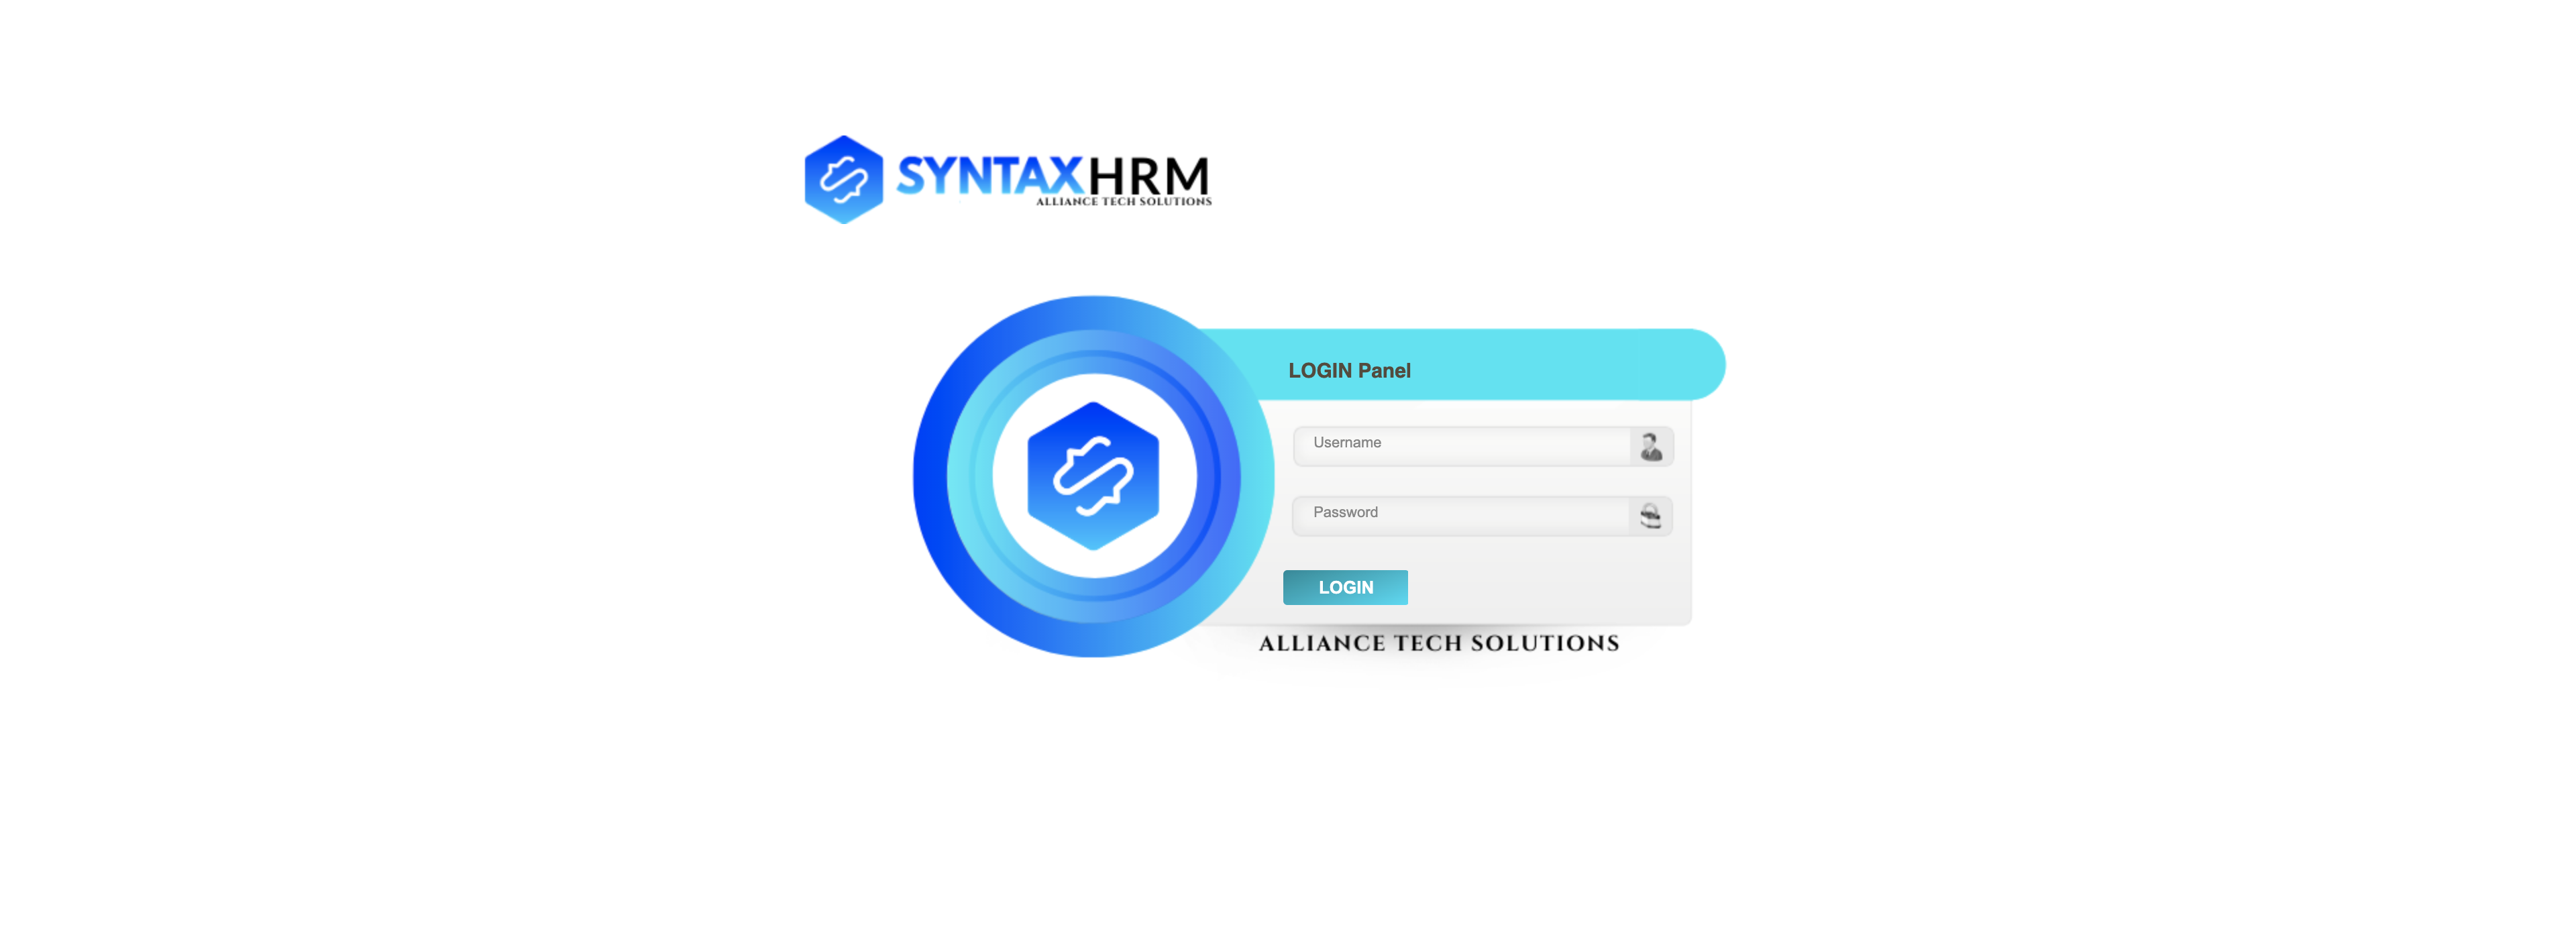 SYNTAXHRM
ALLIANCE TECH SOLUTIONS
LOGIN Panel
Username
Password
LOGIN
ALLIANCE TECH SOLUTIONS